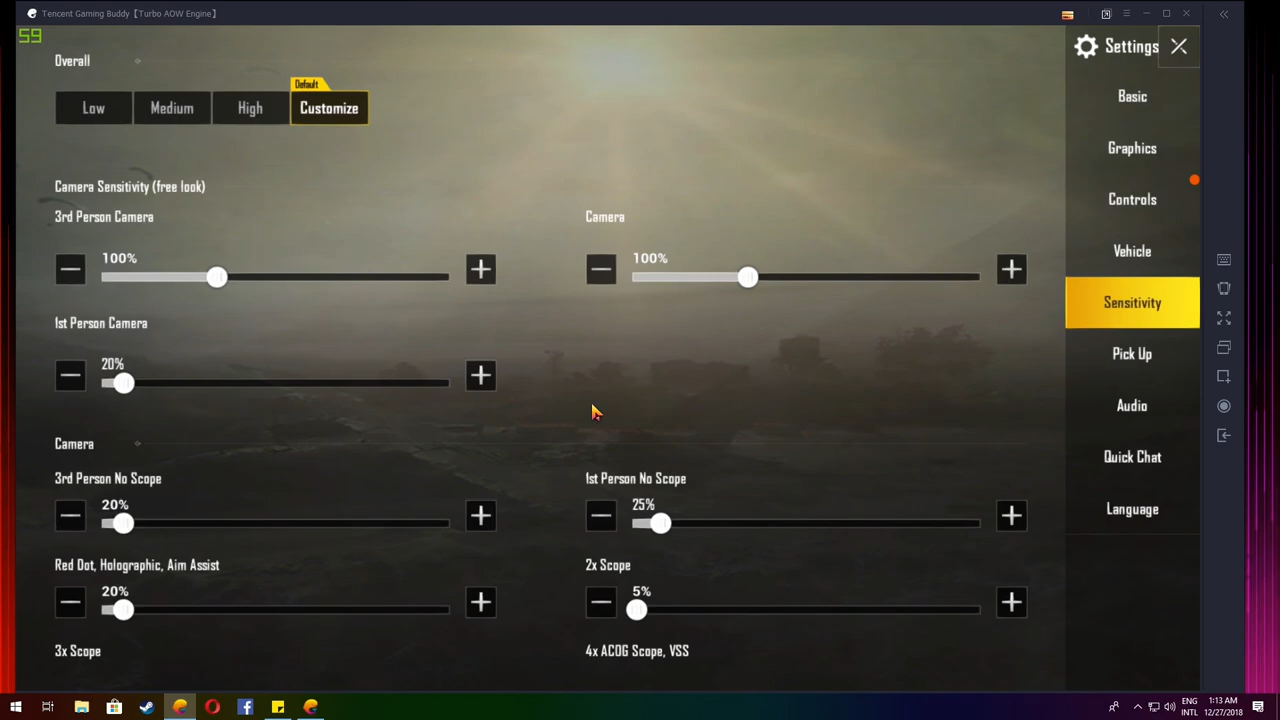 Tencent Gaming Buddy【Turbo AOW Engine】
59
Overall
Default
Low
Medium
High
Customize
Camera Sensitivity (free look)
3rd Person Camera
100%
Camera
100%
1st Person Camera
20%
Camera
3rd Person No Scope
20%
1st Person No Scope
25%
Red Dot, Holographic, Aim Assist
20%
2x Scope
5%
3x Scope
4x ACOG Scope, VSS
Settings
Basic
Graphics
Controls
Vehicle
Sensitivity
Pick Up
Audio
Quick Chat
Language
ENG
INTL
1:13 AM
12/27/2018